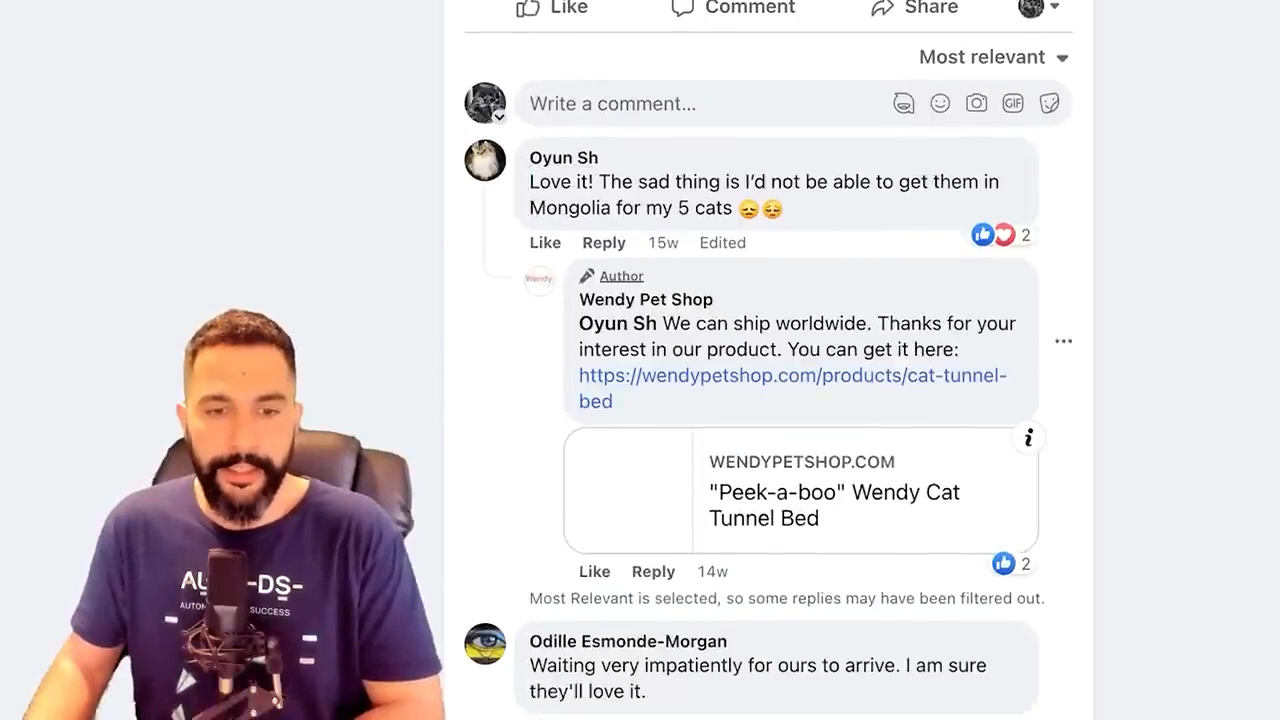 Like Comment Share
Most relevant
Write a comment...
GIF
Oyun Sh
Love it! The sad thing is I'd not be able to get them in
Mongolia for my 5 cats 😞😔
Like Reply 15w Edited
2
Author
Wendy
Wendy Pet Shop
Oyun Sh We can ship worldwide. Thanks for your
interest in our product. You can get it here:
https://wendypetshop.com/products/cat-tunnel-
bed
WENDYPETSHOP.COM
"Peek-a-boo" Wendy Cat
Tunnel Bed
Like Reply 14w
2
Most Relevant is selected, so some replies may have been filtered out.
Odille Esmonde-Morgan
Waiting very impatiently for ours to arrive. I am sure
they'll love it.
-DS-
SUCCESS